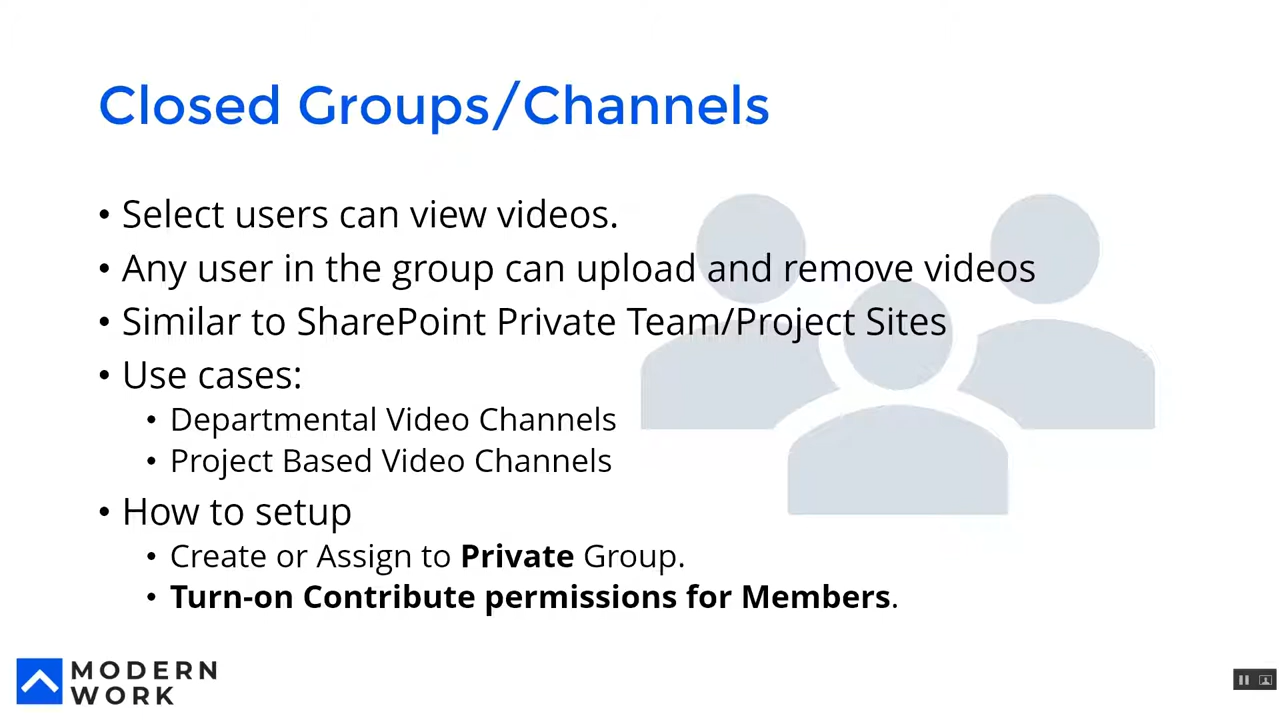 Closed Groups/Channels
• Select users can view videos.
• Any user in the group can upload and remove videos
• Similar to SharePoint Private Team/Project Sites
• Use cases:
• Departmental Video Channels
• Project Based Video Channels
• How to setup
• Create or Assign to Private Group.
• Turn-on Contribute permissions for Members.
MODERN
WORK